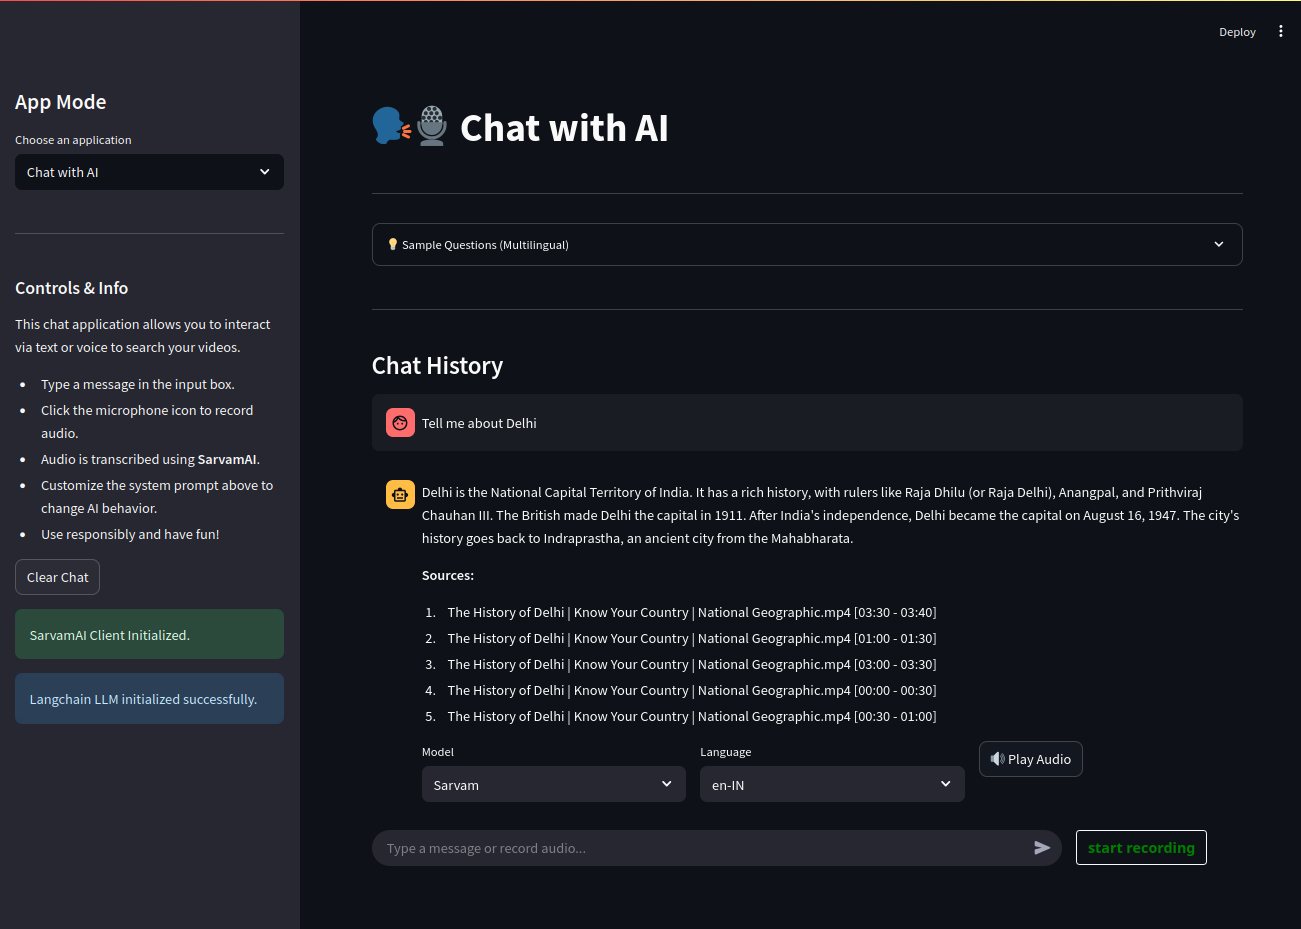 Deploy
App Mode
Choose an application
Chat with AI
Controls & Info
This chat application allows you to interact
via text or voice to search your videos.
Type a message in the input box.
Click the microphone icon to record
audio.
Audio is transcribed using SarvamAI.
Customize the system prompt above to
change AI behavior.
Use responsibly and have fun!
Clear Chat
SarvamAI Client Initialized.
Langchain LLM initialized successfully.
Chat with AI
Sample Questions (Multilingual)
Chat History
Tell me about Delhi
Delhi is the National Capital Territory of India. It has a rich history, with rulers like Raja Dhilu (or Raja Delhi), Anangpal, and Prithviraj
Chauhan III. The British made Delhi the capital in 1911. After India's independence, Delhi became the capital on August 16, 1947. The city's
history goes back to Indraprastha, an ancient city from the Mahabharata.
Sources:
1. The History of Delhi | Know Your Country | National Geographic.mp4 [03:30 - 03:40]
2. The History of Delhi | Know Your Country | National Geographic.mp4 [01:00 - 01:30]
3. The History of Delhi | Know Your Country | National Geographic.mp4 [03:00 - 03:30]
4. The History of Delhi | Know Your Country | National Geographic.mp4 [00:00 - 00:30]
5. The History of Delhi | Know Your Country | National Geographic.mp4 [00:30 - 01:00]
Model
Sarvam
Language
en-IN
Play Audio
Type a message or record audio...
start recording